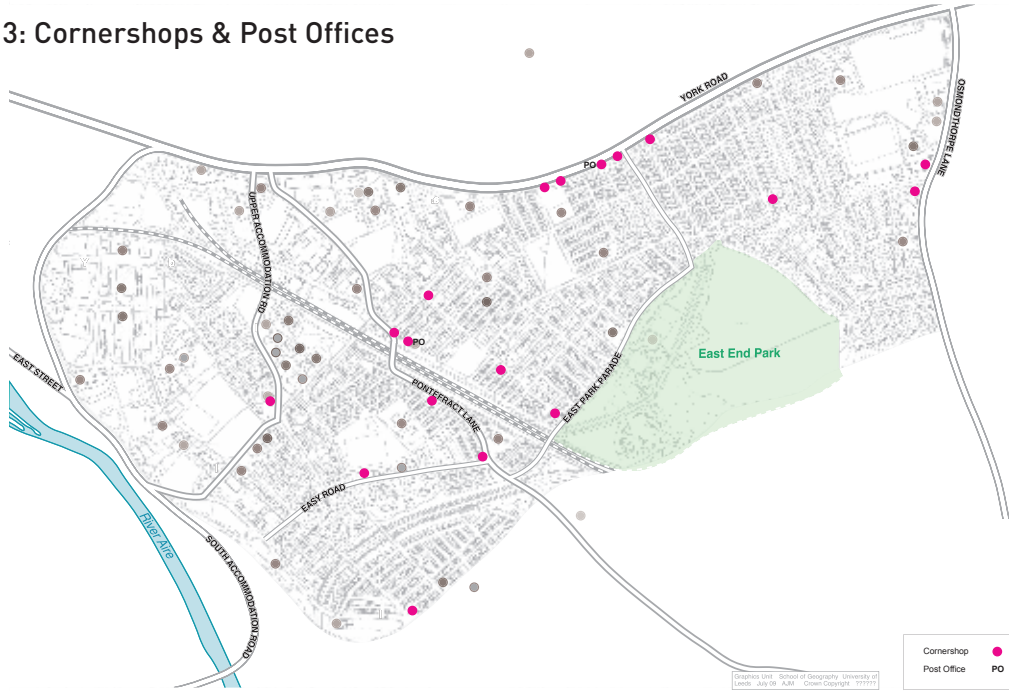 3: Cornershops & Post Offices
YORK ROAD
OSMONDTHORPE LANE
PO
UPPER ACCOMMODATION RD
PO
East End Park
EAST STREET
PONTEFRACT LANE
EAST PARK PARADE
EASY ROAD
River Aire
SOUTH ACCOMMODATION ROAD
Cornershop
Post Office PO
Graphics Unit School of Geography University of
Leeds July 09 AJM Crown Copyright ??????